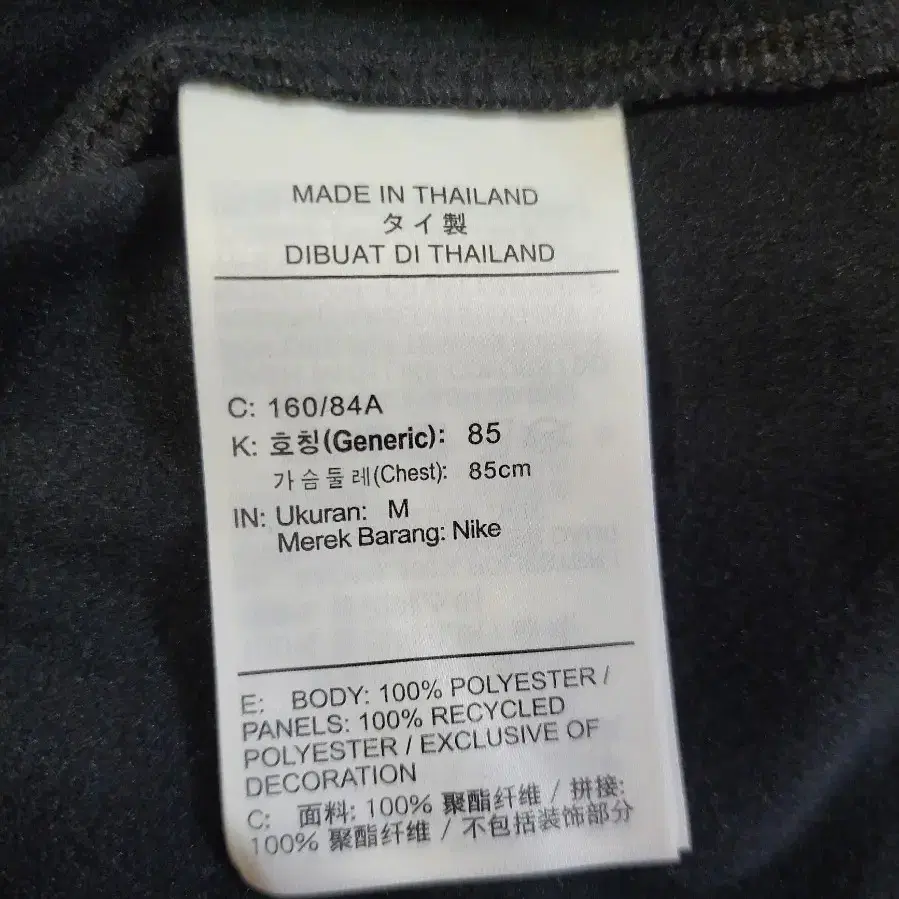 MADE IN THAILAND
タイ製
DIBUAT DI THAILAND
C: 160/84A
K: 호칭(Generic): 85
가슴둘레(Chest): 85cm
IN: Ukuran: M
Merek Barang: Nike
E: BODY: 100% POLYESTER /
PANELS: 100% RECYCLED
POLYESTER / EXCLUSIVE OF
DECORATION
C: 面料: 100% 聚酯纤维 / 拼接:
100% 聚酯纤维 / 不包括装饰部分